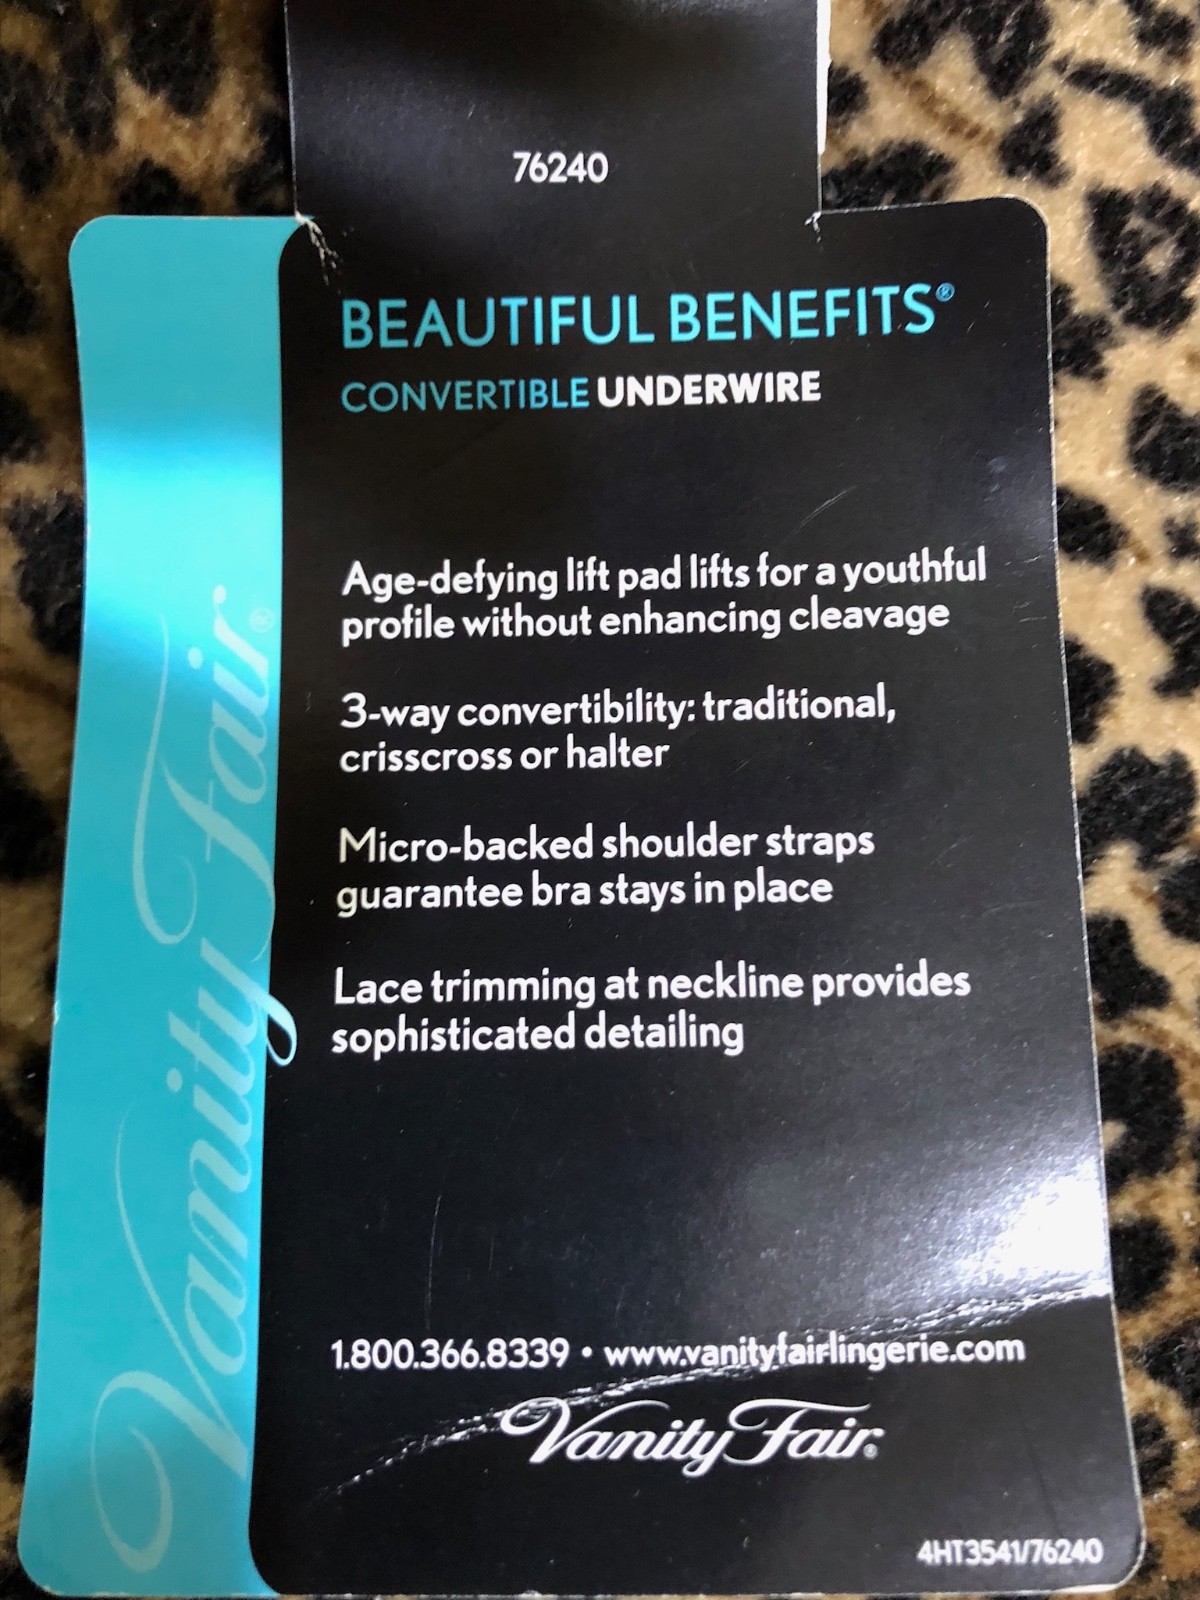 76240
BEAUTIFUL BENEFITS®
CONVERTIBLE UNDERWIRE
Age-defying lift pad lifts for a youthful
profile without enhancing cleavage
3-way convertibility: traditional,
crisscross or halter
Micro-backed shoulder straps
guarantee bra stays in place
Lace trimming at neckline provides
sophisticated detailing
1.800.366.8339 • www.vanityfairlingerie.com
Vanity Fair®
4HT3541/76240
Vanity Fair®